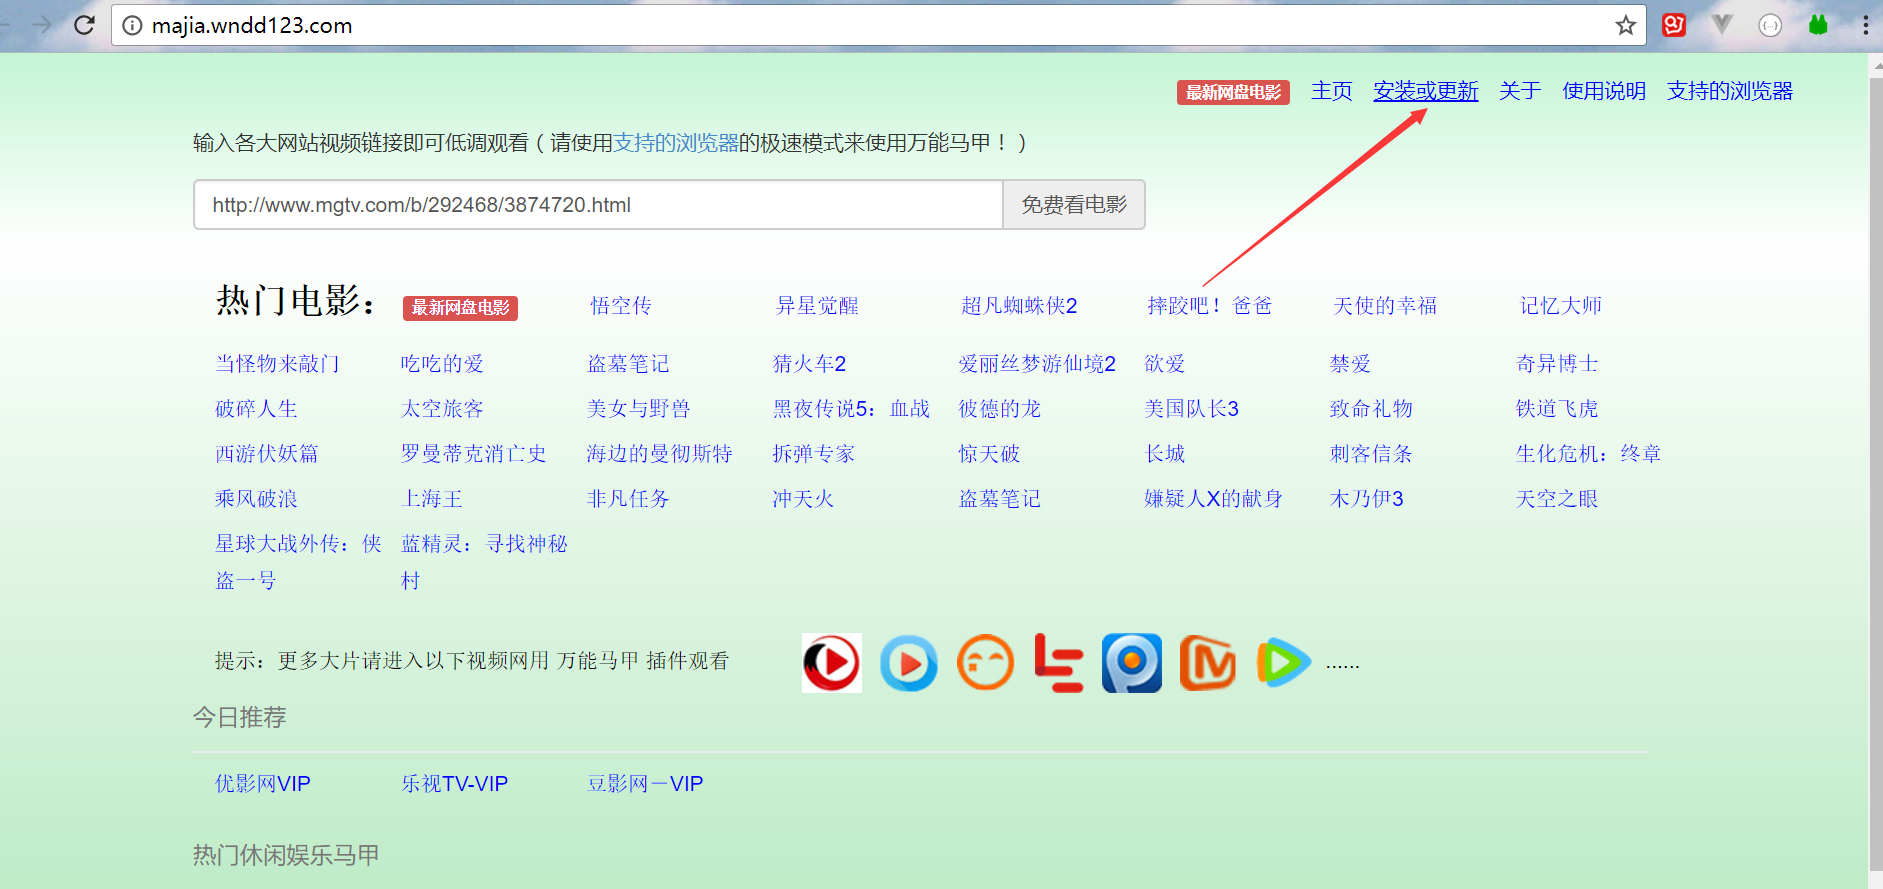 majia.wndd123.com
最新网盘电影 主页 安装或更新 关于 使用说明 支持的浏览器
输入各大网站视频链接即可低调观看（请使用支持的浏览器的极速模式来使用万能马甲！）
http://www.mgtv.com/b/292468/3874720.html 免费看电影
热门电影： 最新网盘电影 悟空传 异星觉醒 超凡蜘蛛侠2 摔跤吧！爸爸 天使的幸福 记忆大师
当怪物来敲门 吃吃的爱 盗墓笔记 猜火车2 爱丽丝梦游仙境2 欲爱 禁爱 奇异博士
破碎人生 太空旅客 美女与野兽 黑夜传说5：血战 彼德的龙 美国队长3 致命礼物 铁道飞虎
西游伏妖篇 罗曼蒂克消亡史 海边的曼彻斯特 拆弹专家 惊天破 长城 刺客信条 生化危机：终章
乘风破浪 上海王 非凡任务 冲天火 盗墓笔记 嫌疑人X的献身 木乃伊3 天空之眼
星球大战外传：侠 蓝精灵：寻找神秘
盗一号 村
提示：更多大片请进入以下视频网用 万能马甲 插件观看 ......
今日推荐
优影网VIP 乐视TV-VIP 豆影网－VIP
热门休闲娱乐马甲